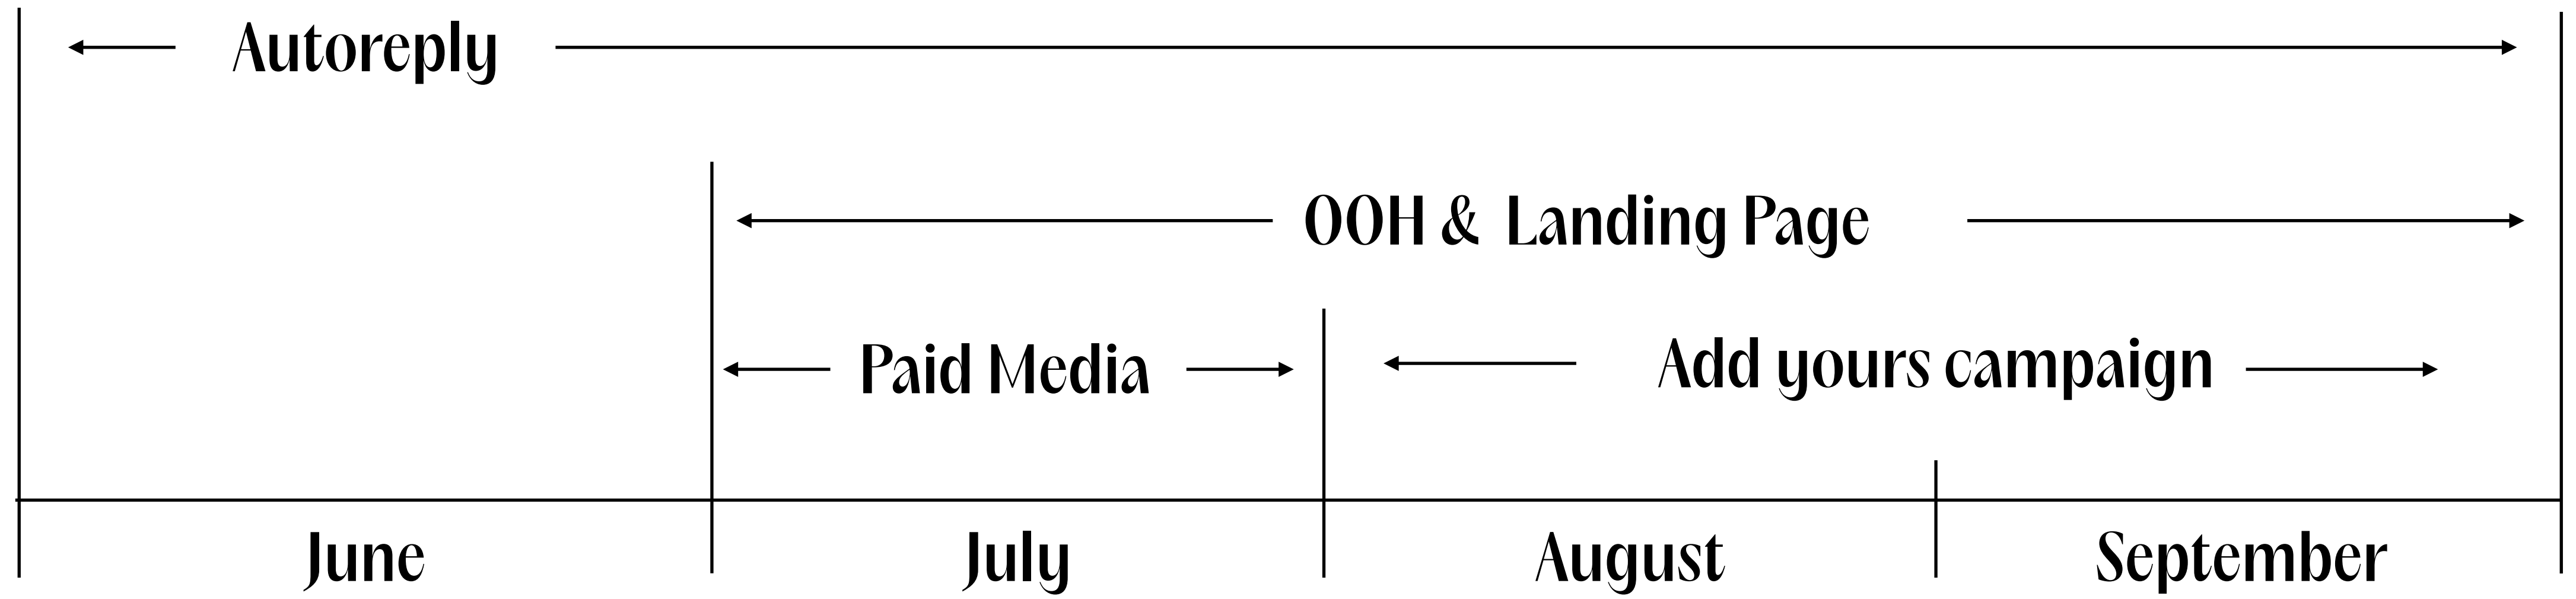 Autoreply
OOH & Landing Page
Paid Media
Add yours campaign
June
July
August
September